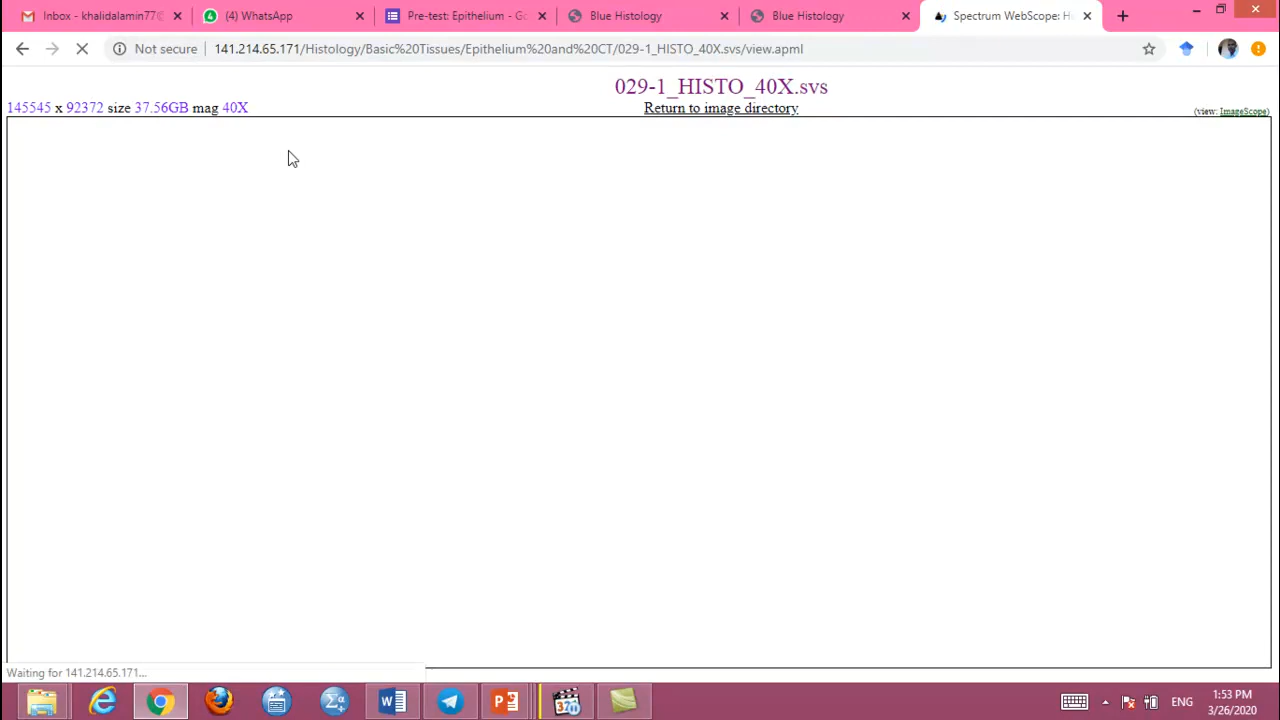 Inbox - khalidalamin77@
(4) WhatsApp
Pre-test: Epithelium - Go
Blue Histology
Blue Histology
Spectrum WebScope: H
Not secure
141.214.65.171/Histology/Basic%20Tissues/Epithelium%20and%20CT/029-1_HISTO_40X.svs/view.apml
029-1_HISTO_40X.svs
145545 x 92372 size 37.56GB mag 40X
Return to image directory
(view: ImageScope)
Waiting for 141.214.65.171...
ENG
1:53 PM
3/26/2020